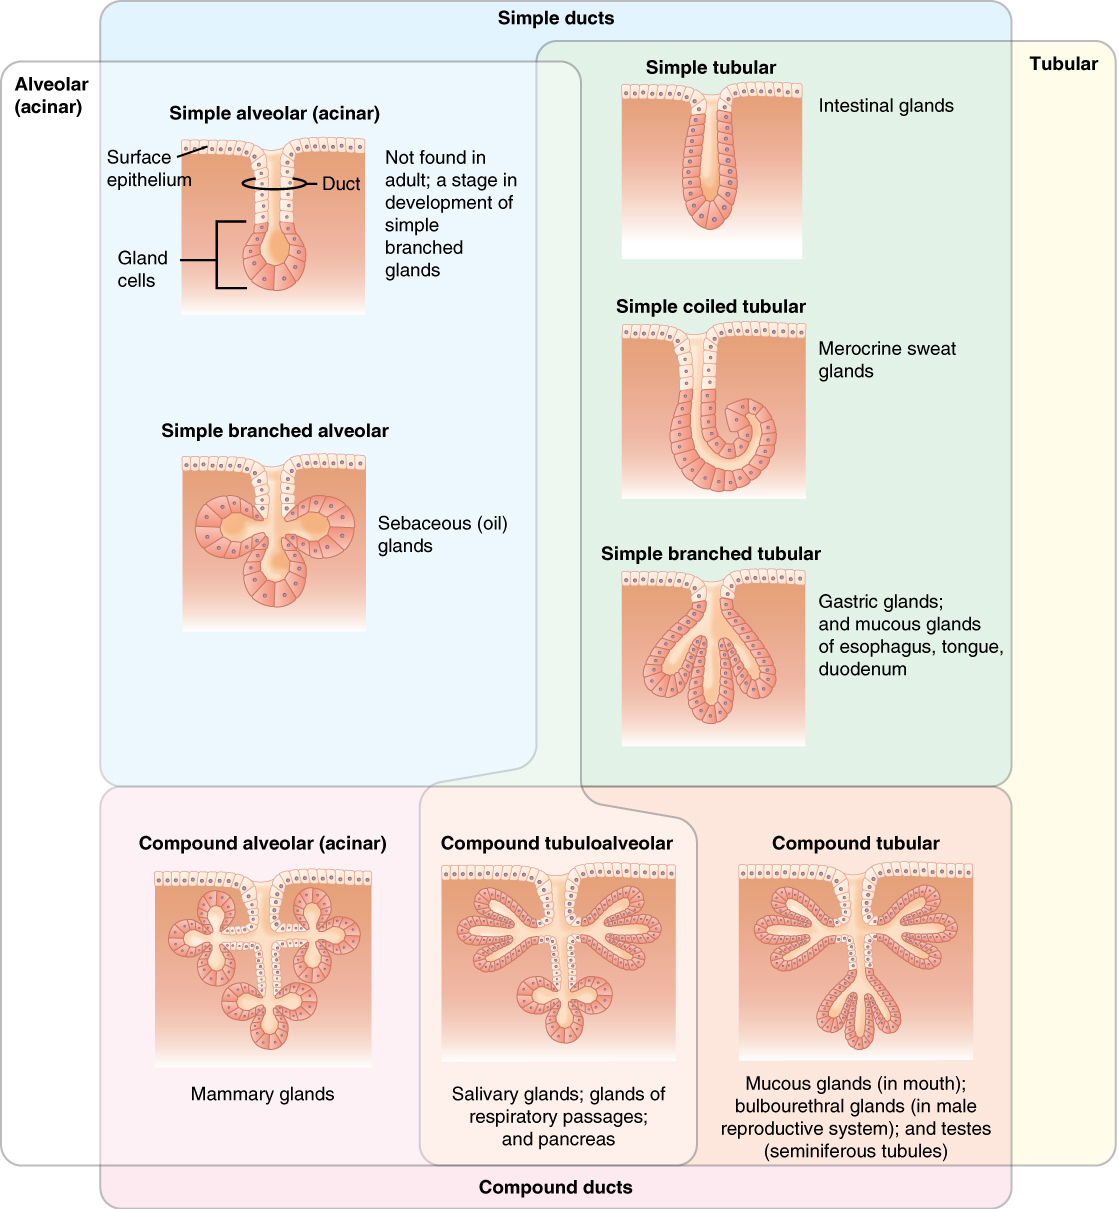 Simple ducts
Alveolar
(acinar)
Tubular
Simple alveolar (acinar)
Surface
epithelium
Duct
Gland
cells
Not found in
adult; a stage in
development of
simple
branched
glands
Simple tubular
Intestinal glands
Simple coiled tubular
Merocrine sweat
glands
Simple branched alveolar
Sebaceous (oil)
glands
Simple branched tubular
Gastric glands;
and mucous glands
of esophagus, tongue,
duodenum
Compound alveolar (acinar)
Mammary glands
Compound tubuloalveolar
Salivary glands; glands of
respiratory passages;
and pancreas
Compound tubular
Mucous glands (in mouth);
bulbourethral glands (in male
reproductive system); and testes
(seminiferous tubules)
Compound ducts